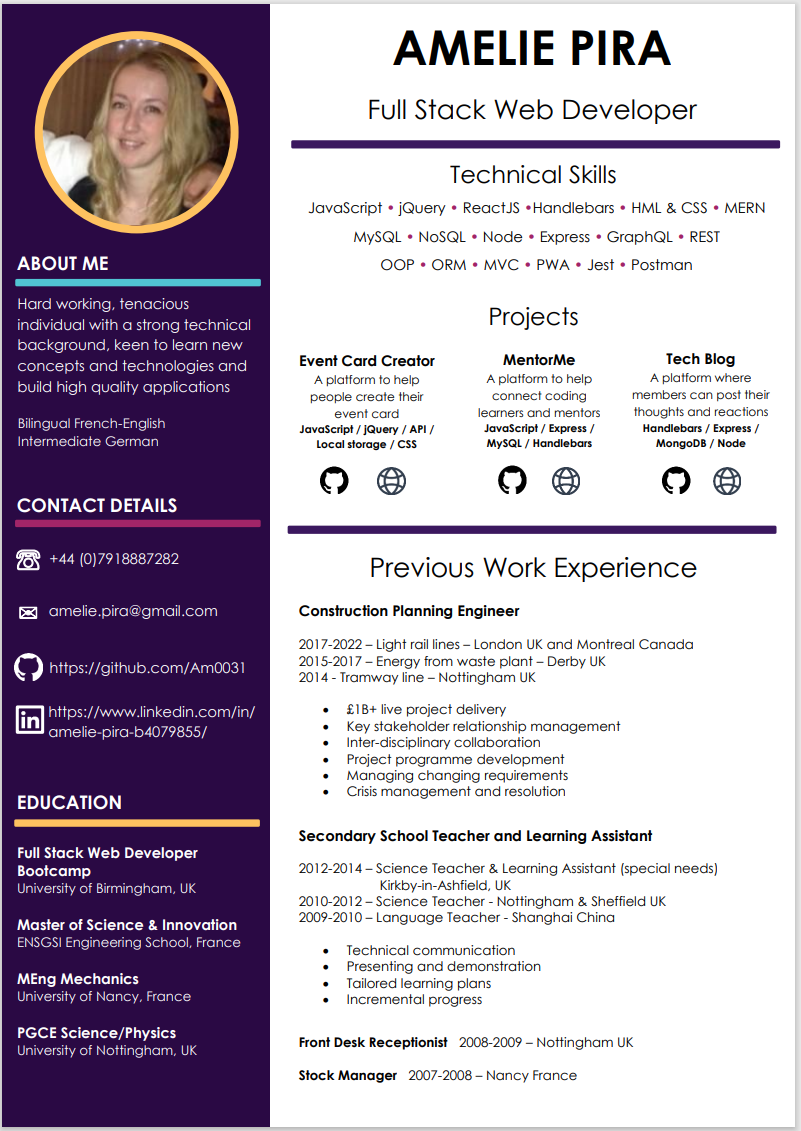 AMELIE PIRA
Full Stack Web Developer
ABOUT ME
Hard working, tenacious
individual with a strong technical
background, keen to learn new
concepts and technologies and
build high quality applications
Bilingual French-English
Intermediate German
CONTACT DETAILS
+44 (0)7918887282
amelie.pira@gmail.com
https://github.com/Am0031
in
https://www.linkedin.com/in/
amelie-pira-b4079855/
EDUCATION
Full Stack Web Developer
Bootcamp
University of Birmingham, UK
Master of Science & Innovation
ENSGSI Engineering School, France
MEng Mechanics
University of Nancy, France
PGCE Science/Physics
University of Nottingham, UK
Technical Skills
JavaScript • jQuery • ReactJS •Handlebars • HML & CSS • MERN
MySQL • NoSQL • Node • Express • GraphQL • REST
OOP • ORM • MVC • PWA • Jest • Postman
Projects
Event Card Creator
A platform to help
people create their
event card
JavaScript / jQuery / API /
Local storage / CSS
MentorMe
A platform to help
connect coding
learners and mentors
JavaScript / Express /
MySQL / Handlebars
Tech Blog
A platform where
members can post their
thoughts and reactions
Handlebars / Express /
MongoDB / Node
Previous Work Experience
Construction Planning Engineer
2017-2022 – Light rail lines – London UK and Montreal Canada
2015-2017 – Energy from waste plant – Derby UK
2014 - Tramway line – Nottingham UK
• £1B+ live project delivery
• Key stakeholder relationship management
• Inter-disciplinary collaboration
• Project programme development
• Managing changing requirements
• Crisis management and resolution
Secondary School Teacher and Learning Assistant
2012-2014 – Science Teacher & Learning Assistant (special needs)
Kirkby-in-Ashfield, UK
2010-2012 – Science Teacher - Nottingham & Sheffield UK
2009-2010 – Language Teacher - Shanghai China
• Technical communication
• Presenting and demonstration
• Tailored learning plans
• Incremental progress
Front Desk Receptionist 2008-2009 – Nottingham UK
Stock Manager 2007-2008 – Nancy France